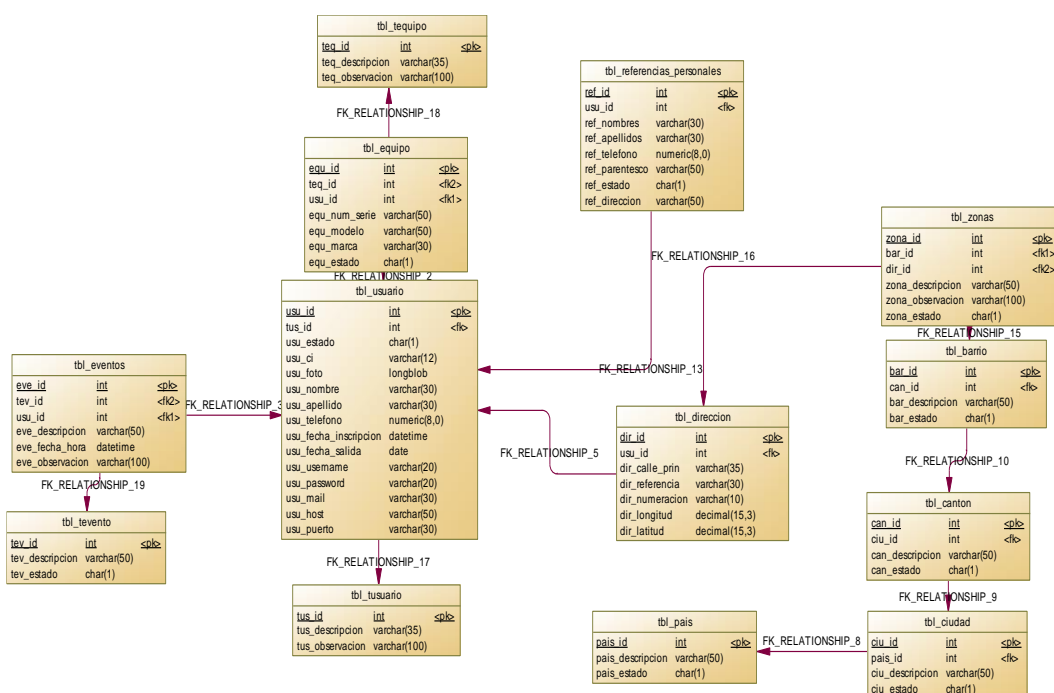 tbl_tequipo
teq_id int <pk>
teq_descripcion varchar(35)
teq_observacion varchar(100)
FK_RELATIONSHIP_18
tbl_equipo
equ_id int <pk>
teq_id int <fk2>
usu_id int <fk1>
equ_num_serie varchar(50)
equ_modelo varchar(50)
equ_marca varchar(30)
equ_estado char(1)
FK_RELATIONSHIP_2
tbl_referencias_personales
ref_id int <pk>
usu_id int <fk>
ref_nombres varchar(30)
ref_apellidos varchar(30)
ref_telefono numeric(8,0)
ref_parentesco varchar(50)
ref_estado char(1)
ref_direccion varchar(50)
FK_RELATIONSHIP_16
tbl_zonas
zona_id int <pk>
bar_id int <fk1>
dir_id int <fk2>
zona_descripcion varchar(50)
zona_observacion varchar(100)
zona_estado char(1)
FK_RELATIONSHIP_15
tbl_usuario
usu_id int <pk>
tus_id int <fk>
usu_estado char(1)
usu_ci varchar(12)
usu_foto longblob
usu_nombre varchar(30)
usu_apellido varchar(30)
usu_telefono numeric(8,0)
usu_fecha_inscripcion datetime
usu_fecha_salida date
usu_username varchar(20)
usu_password varchar(20)
usu_mail varchar(30)
usu_host varchar(50)
usu_puerto varchar(30)
FK_RELATIONSHIP_13
tbl_barrio
bar_id int <pk>
can_id int <fk>
bar_descripcion varchar(50)
bar_estado char(1)
tbl_eventos
eve_id int <pk>
tev_id int <fk2>
usu_id int <fk1>
eve_descripcion varchar(50)
eve_fecha_hora datetime
eve_observacion varchar(100)
FK_RELATIONSHIP_3
FK_RELATIONSHIP_5
tbl_direccion
dir_id int <pk>
usu_id int <fk>
dir_calle_prin varchar(35)
dir_referencia varchar(30)
dir_numeracion varchar(10)
dir_longitud decimal(15,3)
dir_latitud decimal(15,3)
FK_RELATIONSHIP_10
FK_RELATIONSHIP_19
tbl_tevento
tev_id int <pk>
tev_descripcion varchar(50)
tev_estado char(1)
tbl_canton
can_id int <pk>
ciu_id int <fk>
can_descripcion varchar(50)
can_estado char(1)
FK_RELATIONSHIP_17
tbl_tusuario
tus_id int <pk>
tus_descripcion varchar(35)
tus_observacion varchar(100)
FK_RELATIONSHIP_9
tbl_pais
pais_id int <pk>
pais_descripcion varchar(50)
pais_estado char(1)
FK_RELATIONSHIP_8
tbl_ciudad
ciu_id int <pk>
pais_id int <fk>
ciu_descripcion varchar(50)
ciu_estado char(1)